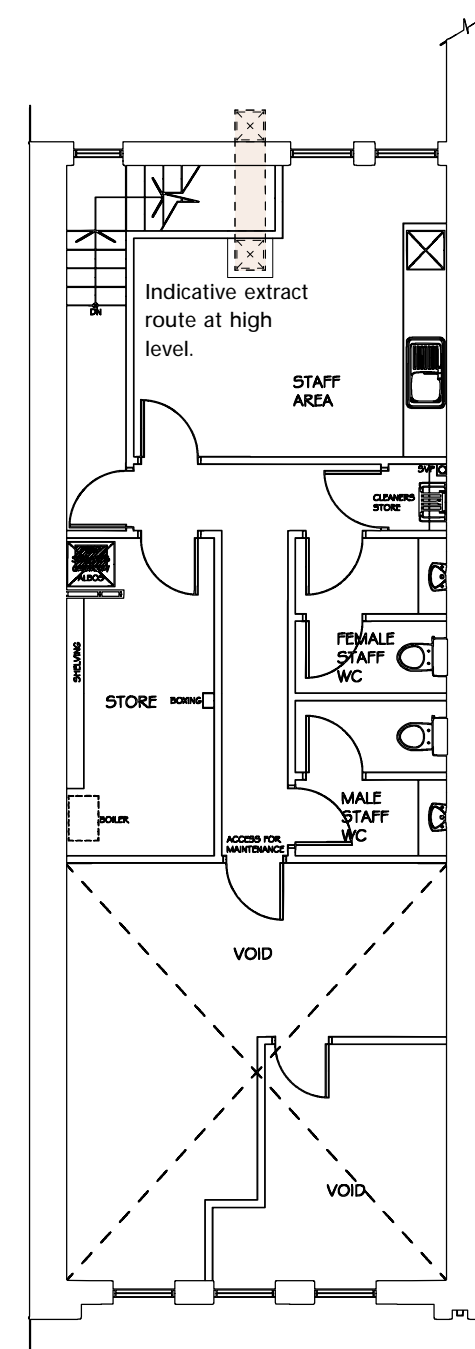 Indicative extract
route at high
level.
DN
STAFF
AREA
SVP
CLEANERS
STORE
ALBOS
SHELVING
STORE
BOXING
BOILER
FEMALE
STAFF
WC
MALE
STAFF
WC
ACCESS FOR
MAINTENANCE
VOID
VOID